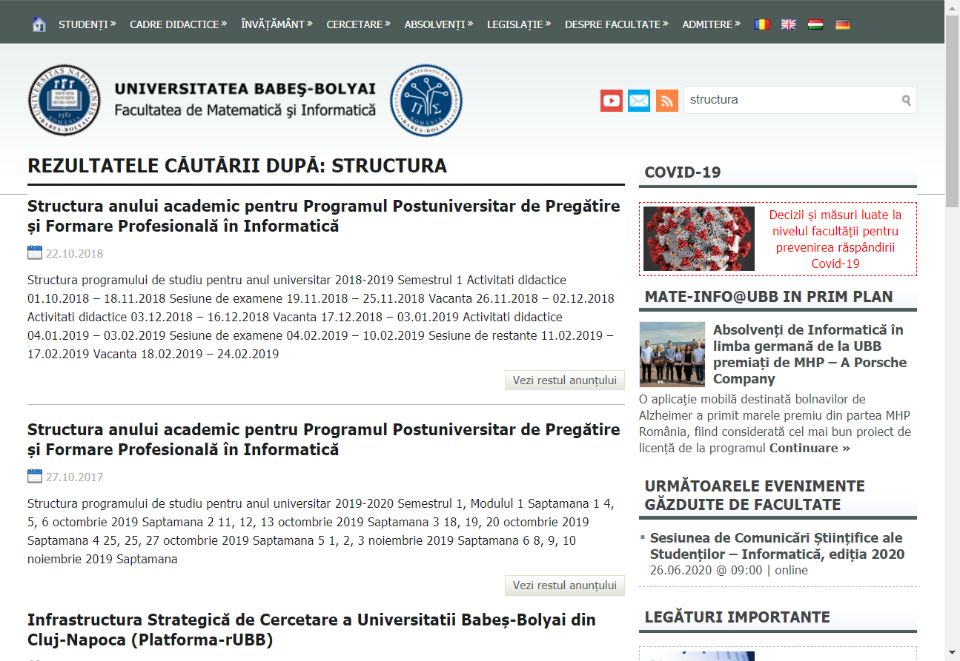 STUDENȚI » CADRE DIDACTICE » ÎNVĂȚĂMÂNT » CERCETARE » ABSOLVENȚI » LEGISLAȚIE » DESPRE FACULTATE » ADMITERE »
UNIVERSITATEA BABEȘ-BOLYAI
Facultatea de Matematică și Informatică
structura
REZULTATELE CĂUTĂRII DUPĂ: STRUCTURA
Structura anului academic pentru Programul Postuniversitar de Pregătire
și Formare Profesională în Informatică
22.10.2018
Structura programului de studiu pentru anul universitar 2018-2019 Semestrul 1 Activitati didactice
01.10.2018 – 18.11.2018 Sesiune de examene 19.11.2018 – 25.11.2018 Vacanta 26.11.2018 – 02.12.2018
Activitati didactice 03.12.2018 – 16.12.2018 Vacanta 17.12.2018 – 03.01.2019 Activitati didactice
04.01.2019 – 03.02.2019 Sesiune de examene 04.02.2019 – 10.02.2019 Sesiune de restante 11.02.2019 –
17.02.2019 Vacanta 18.02.2019 – 24.02.2019
Vezi restul anunțului
Structura anului academic pentru Programul Postuniversitar de Pregătire
și Formare Profesională în Informatică
27.10.2017
Structura programului de studiu pentru anul universitar 2019-2020 Semestrul 1, Modulul 1 Saptamana 1 4,
5, 6 octombrie 2019 Saptamana 2 11, 12, 13 octombrie 2019 Saptamana 3 18, 19, 20 octombrie 2019
Saptamana 4 25, 25, 27 octombrie 2019 Saptamana 5 1, 2, 3 noiembrie 2019 Saptamana 6 8, 9, 10
noiembrie 2019 Saptamana
Vezi restul anunțului
Infrastructura Strategică de Cercetare a Universitatii Babeș-Bolyai din
Cluj-Napoca (Platforma-rUBB)
COVID-19
Decizii și măsuri luate la
nivelul facultății pentru
prevenirea răspândirii
Covid-19
MATE-INFO@UBB IN PRIM PLAN
Absolvenți de Informatică în
limba germană de la UBB
premiați de MHP – A Porsche
Company
O aplicație mobilă destinată bolnavilor de
Alzheimer a primit marele premiu din partea MHP
România, fiind considerată cel mai bun proiect de
licență de la programul Continuare »
URMĂTOARELE EVENIMENTE
GĂZDUITE DE FACULTATE
Sesiunea de Comunicări Științifice ale
Studenților – Informatică, ediția 2020
26.06.2020 @ 09:00 | online
LEGĂTURI IMPORTANTE